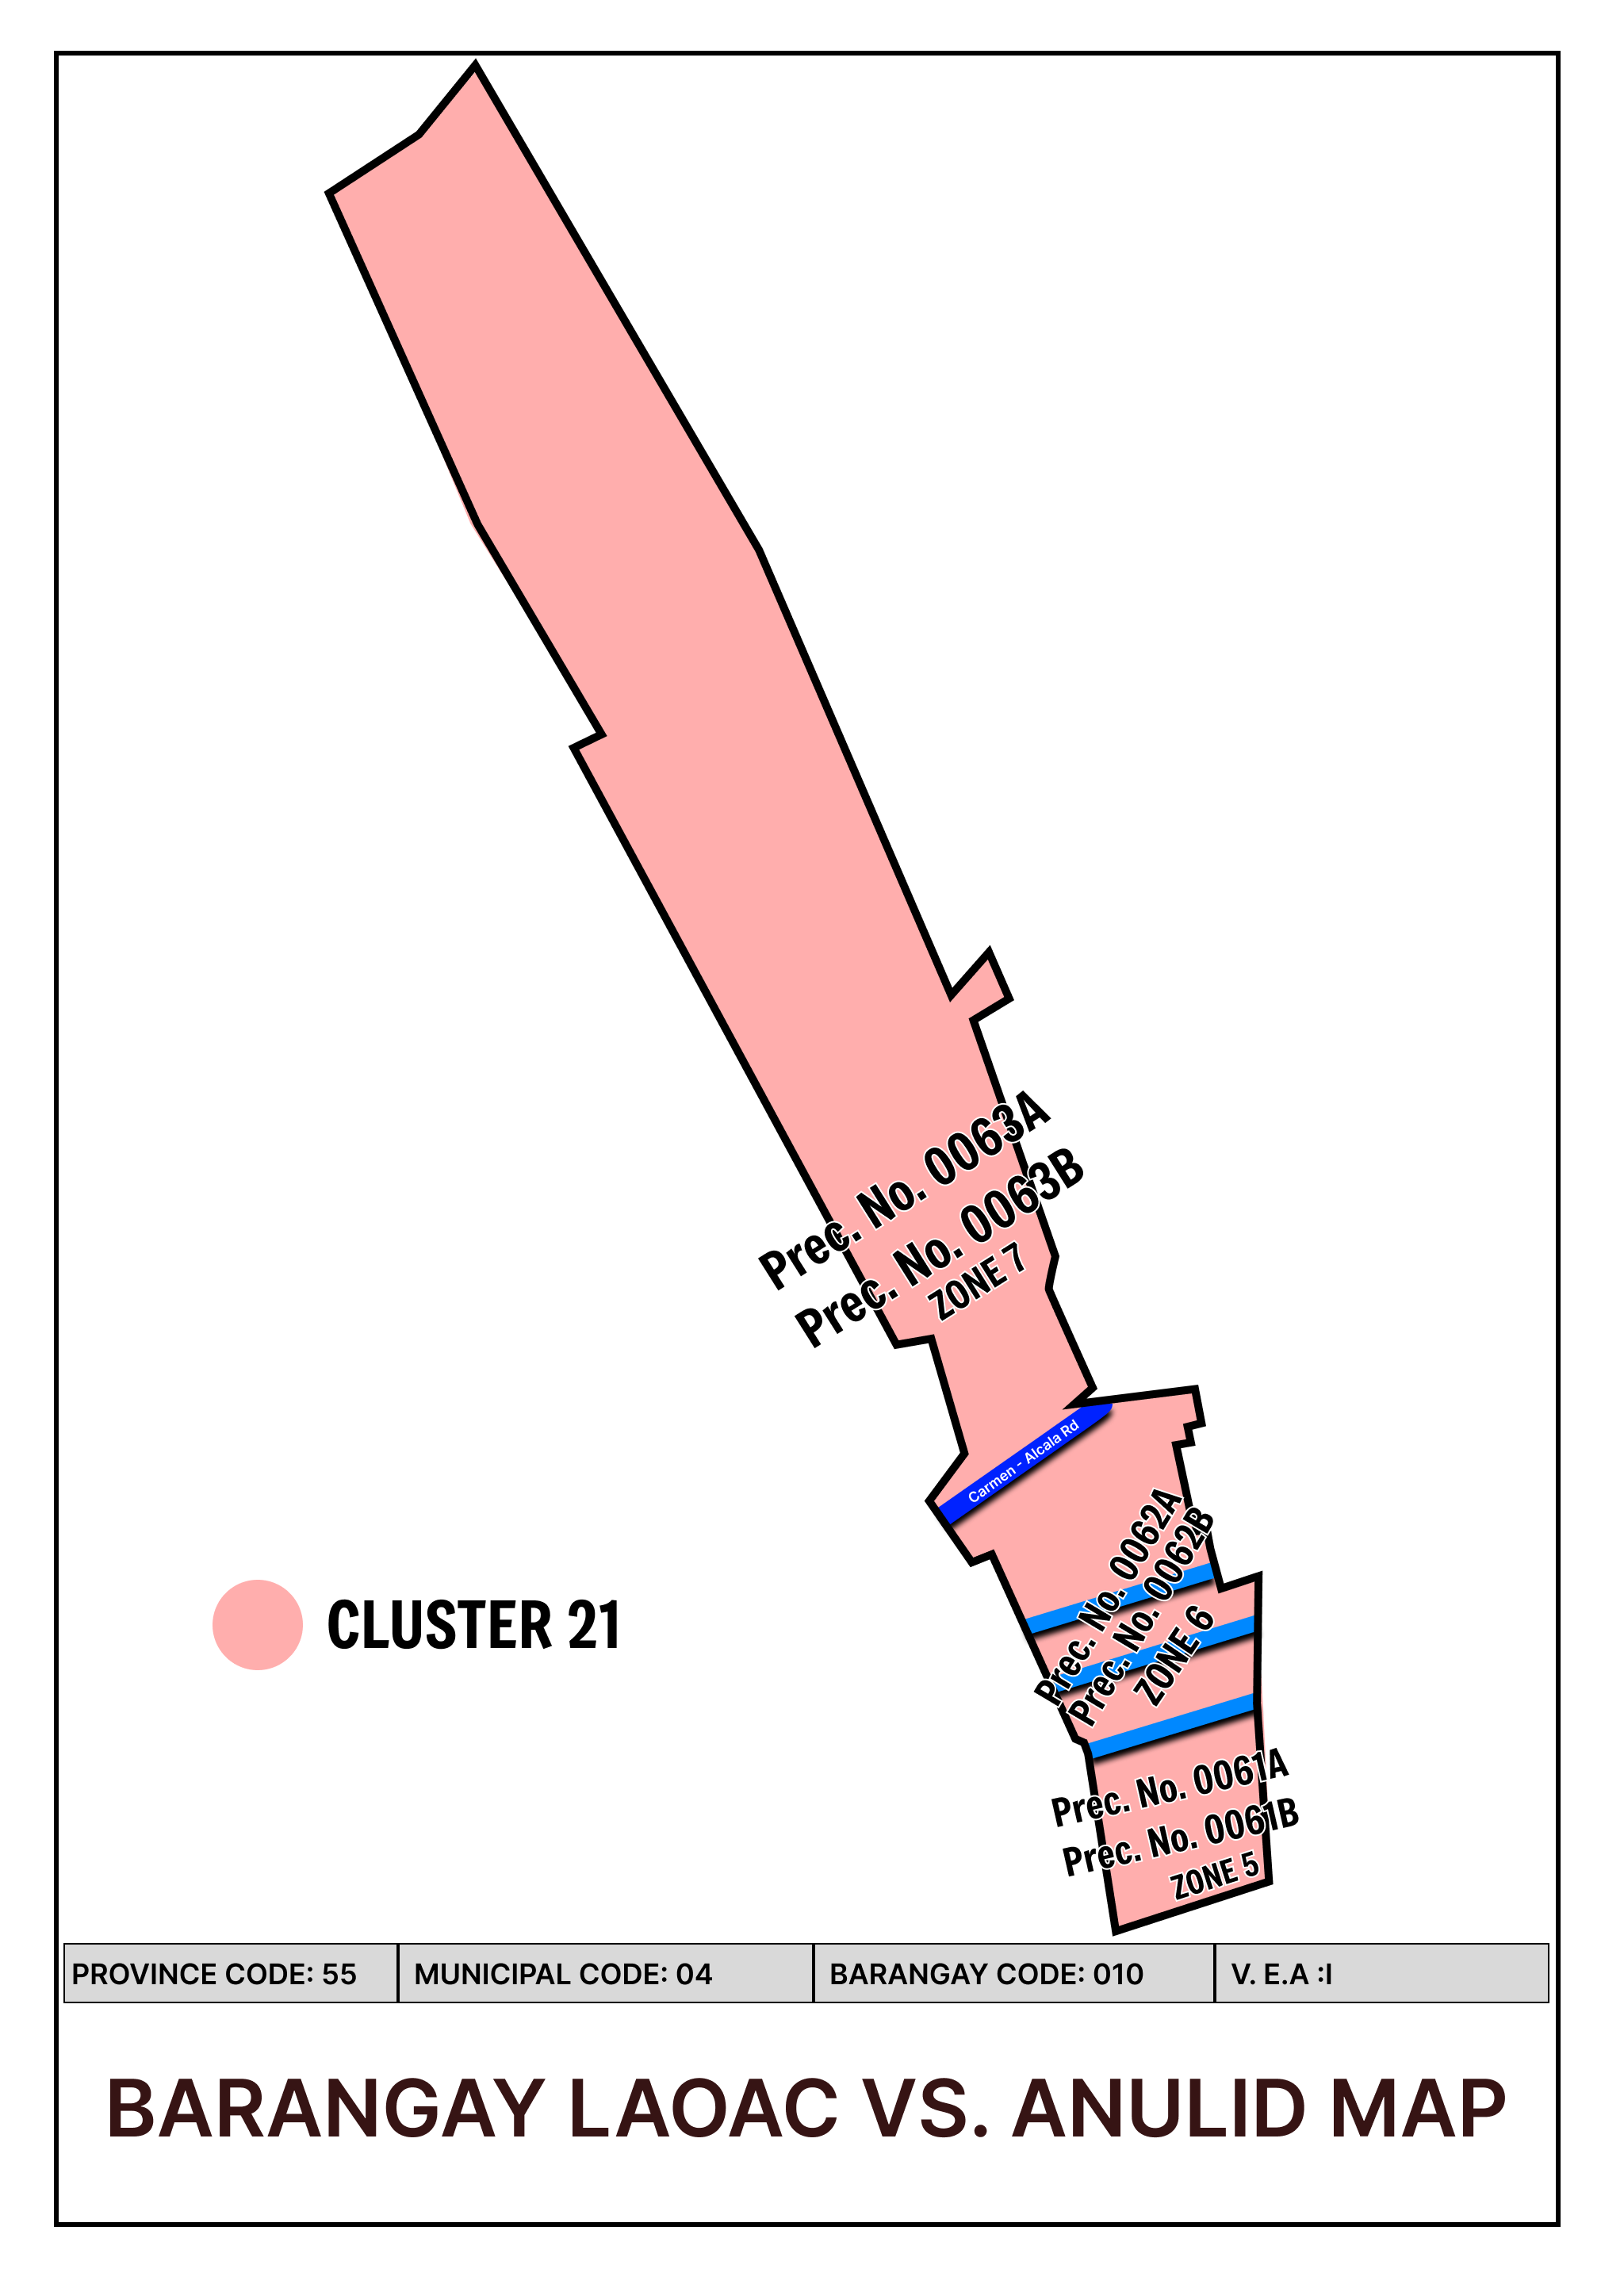 Prec. No. 0063A
Prec. No. 0063B
ZONE 7
Carmen - Alcala Rd
Prec. No. 0062A
Prec. No. 0062B
ZONE 6
CLUSTER 21
Prec. No. 0061A
Prec. No. 0061B
ZONE 5
PROVINCE CODE: 55
MUNICIPAL CODE: 04
BARANGAY CODE: 010
V. E.A :I
BARANGAY LAOAC VS. ANULID MAP